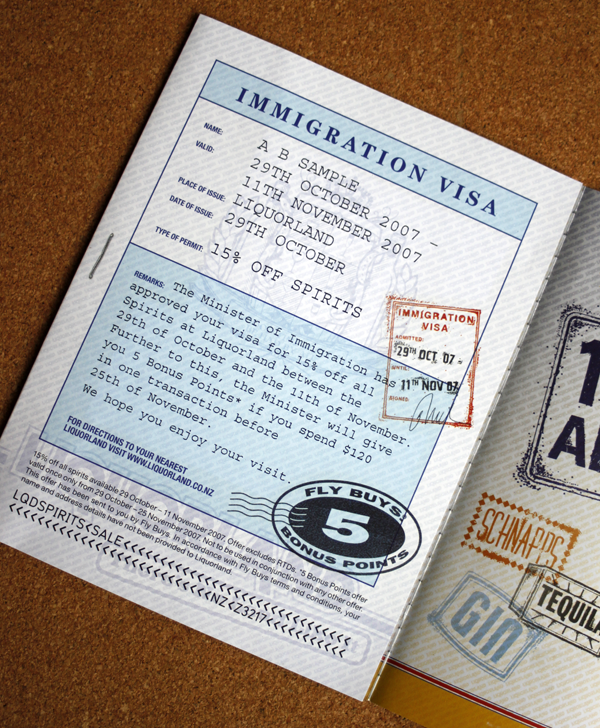 IMMIGRATION VISA
NAME: A B SAMPLE
VALID: 29TH OCTOBER 2007 -
11TH NOVEMBER 2007
PLACE OF ISSUE: LIQUORLAND
DATE OF ISSUE: 29TH OCTOBER
TYPE OF PERMIT: 15% OFF SPIRITS
REMARKS: The Minister of Immigration has
approved your visa for 15% off all
Spirits at Liquorland between the
29th of October and the 11th of November.
Further to this, the Minister will give
you 5 Bonus Points* if you spend $120
in one transaction before
25th of November.
We hope you enjoy your visit.
IMMIGRATION
VISA
ADMITTED:
29TH OCT 07 -
UNTIL:
11TH NOV 07
SIGNED:
FOR DIRECTIONS TO YOUR NEAREST
LIQUORLAND VISIT WWW.LIQUORLAND.CO.NZ
FLY BUYS
5
BONUS POINTS
15% off all spirits available 29 October – 11 November 2007. Offer excludes RTDs. *5 Bonus Points offer
valid once only from 29 October – 25 November 2007. Not to be used in conjunction with any other offer.
This offer has been sent to you by Fly Buys. In accordance with Fly Buys terms and conditions, your
name and address details have not been provided to Liquorland.
LQDSPIRITS<SALE<<<<<<<<<<<<<<<<<<<<<<<<<<
<<<<<<<<<<<<<<<<<<<<<<<<<NZ<Z3217<<<<<<<<<<<
SCHNAPPS
TEQUILA
GIN